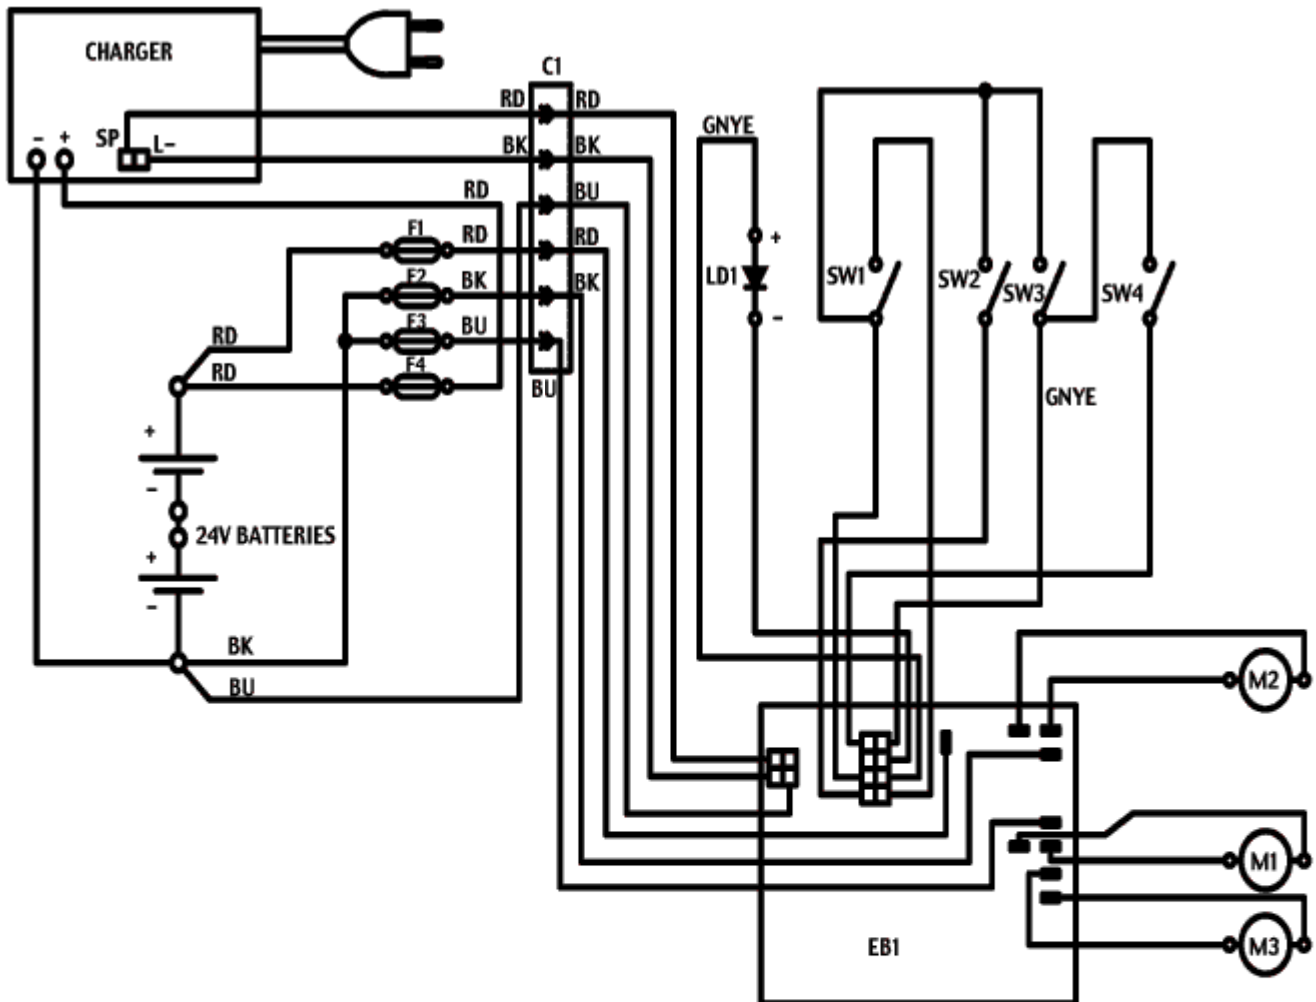 CHARGER
C1
RD RD
- + SP L-
BK BK
GNYE
RD BU
F1 RD RD
F2 BK BK
F3 BU
RD
F4
RD
BU
+
LD1
-
SW1
SW2
SW3
SW4
GNYE
+
-
24V BATTERIES
+
-
BK
BU
M2
M1
EB1
M3